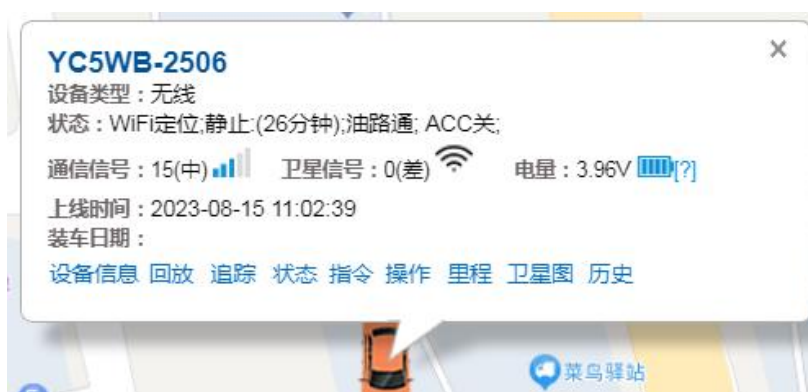 YC5WB-2506
设备类型：无线
状态：WiFi定位;静止:(26分钟);油路通; ACC关;
通信信号：15(中) 卫星信号：0(差) 电量：3.96V [?]
上线时间：2023-08-15 11:02:39
装车日期：
设备信息 回放 追踪 状态 指令 操作 里程 卫星图 历史
菜鸟驿站